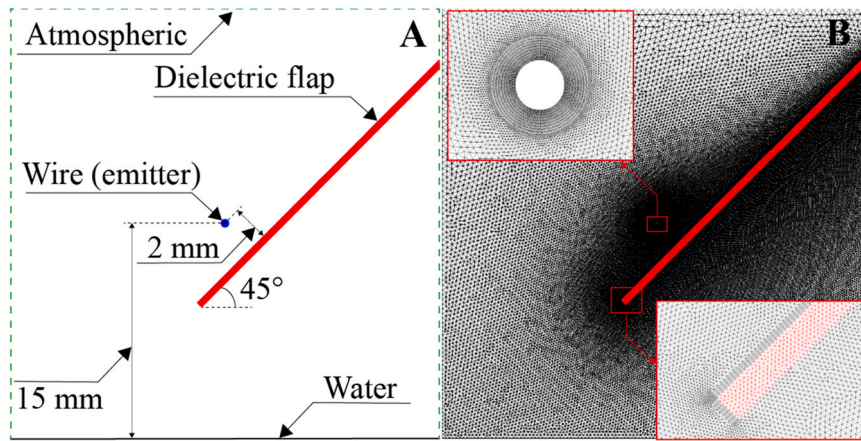 Atmospheric
A
Dielectric flap
Wire (emitter)
2 mm
45°
15 mm
Water
B